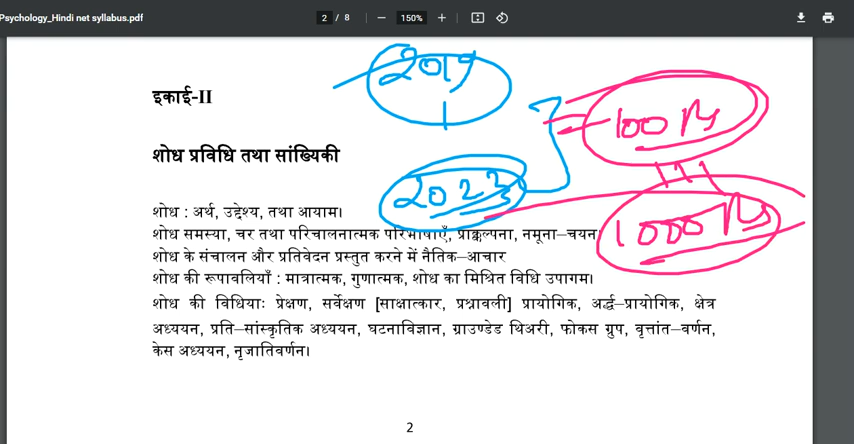 Psychology_Hindi net syllabus.pdf
2 / 8 — 150% +
2019
इकाई-II
100
शोध प्रविधि तथा सांख्यिकी
2023
1000
शोध : अर्थ, उद्देश्य, तथा आयाम।
शोध समस्या, चर तथा परिचालनात्मक परिभाषाएँ, प्राक्कल्पना, नमूना–चयन
शोध के संचालन और प्रतिवेदन प्रस्तुत करने में नैतिक–आचार
शोध की रूपावलियाँ : मात्रात्मक, गुणात्मक, शोध का मिश्रित विधि उपागम।
शोध की विधियाः प्रेक्षण, सर्वेक्षण [साक्षात्कार, प्रश्नावली] प्रायोगिक, अर्द्ध–प्रायोगिक, क्षेत्र
अध्ययन, प्रति–सांस्कृतिक अध्ययन, घटनाविज्ञान, ग्राउण्डेड थिअरी, फोकस ग्रुप, वृत्तांत–वर्णन,
केस अध्ययन, नृजातिवर्णन।
2